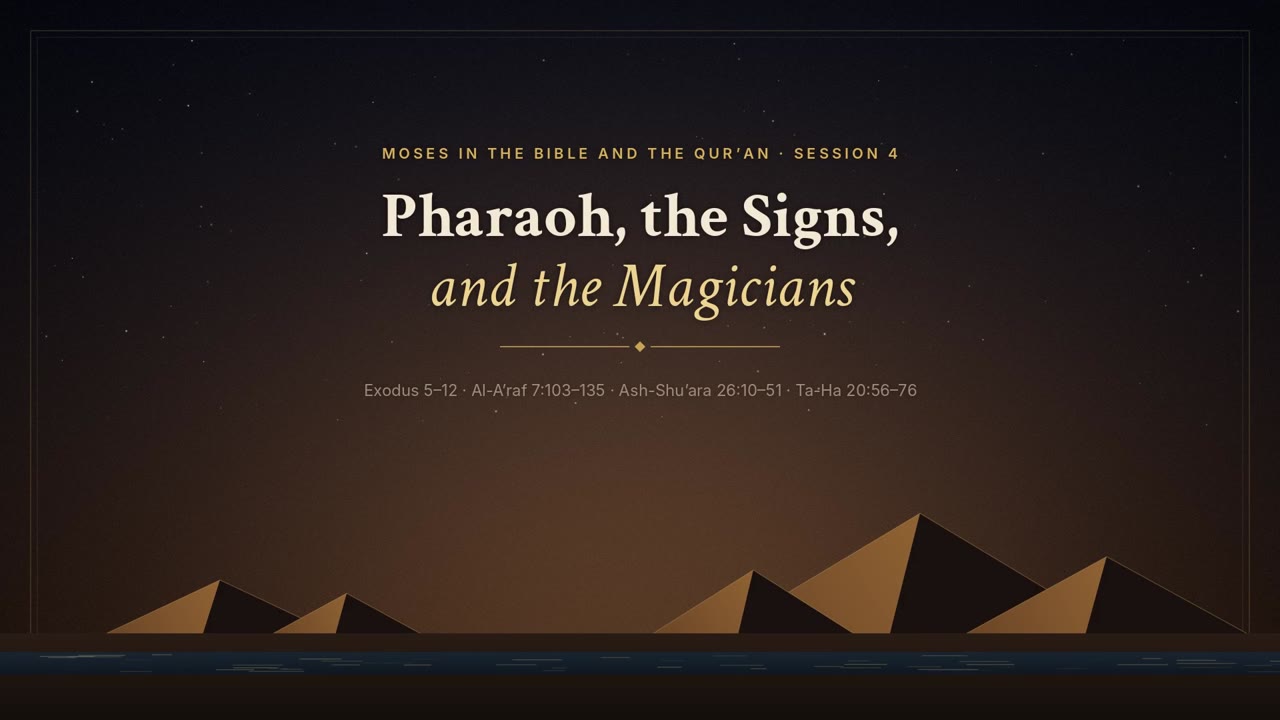 MOSES IN THE BIBLE AND THE QUR’AN · SESSION 4
Pharaoh, the Signs,
and the Magicians
Exodus 5–12 · Al-A‘raf 7:103–135 · Ash-Shu‘ara 26:10–51 · Ta-Ha 20:56–76